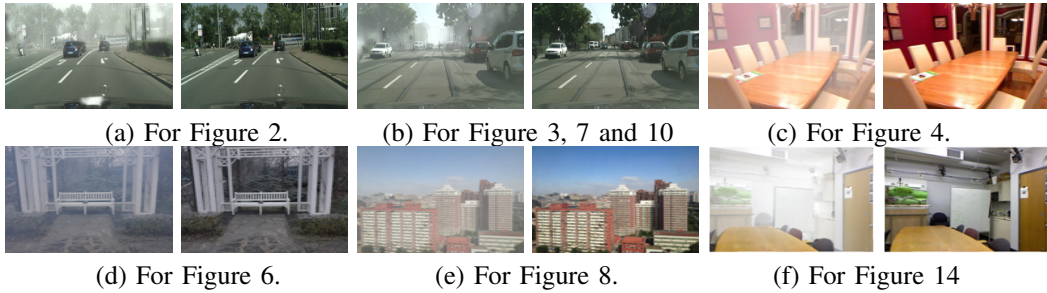 (a) For Figure 2.
(b) For Figure 3, 7 and 10
(c) For Figure 4.
(d) For Figure 6.
(e) For Figure 8.
(f) For Figure 14